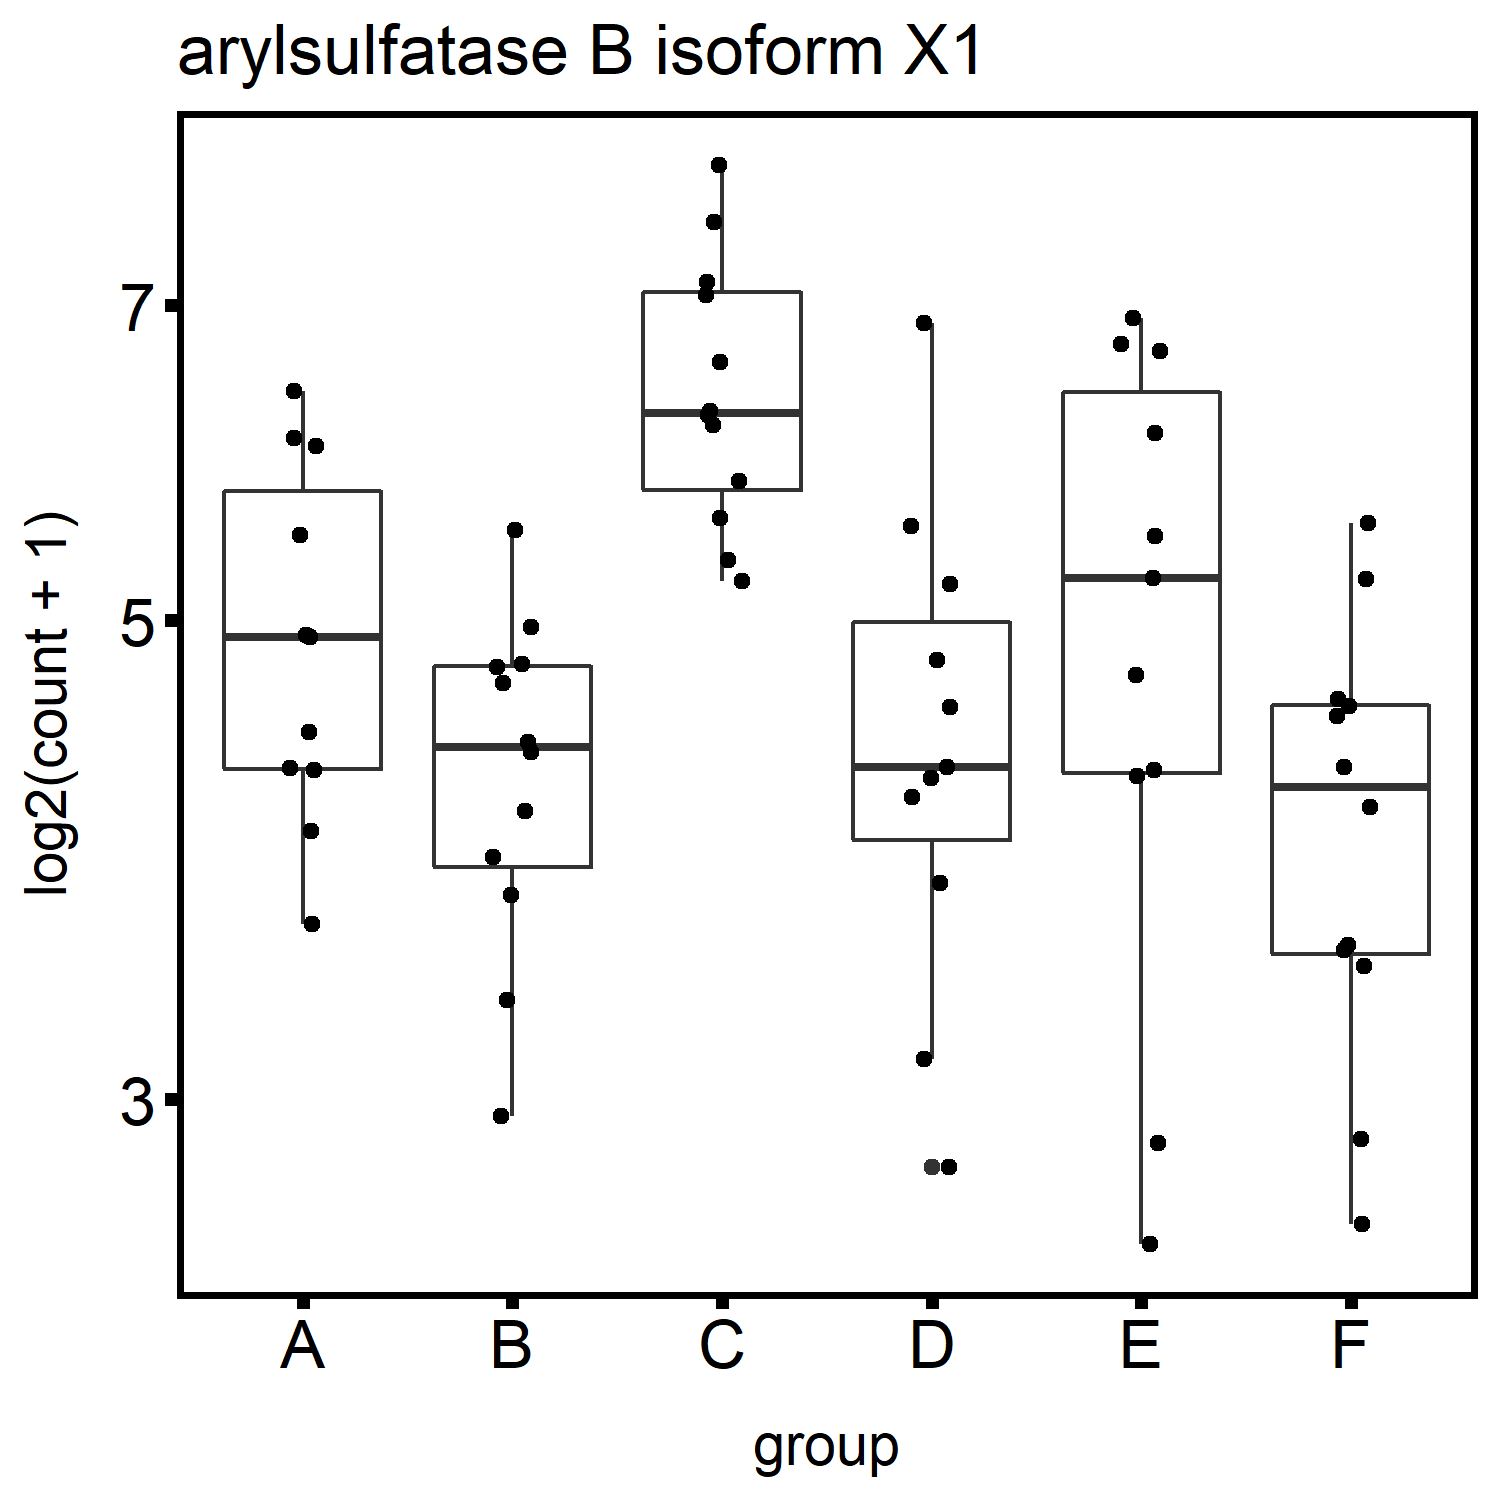 arylsulfatase B isoform X1
log2(count + 1)
7
5
3
A B C D E F
group